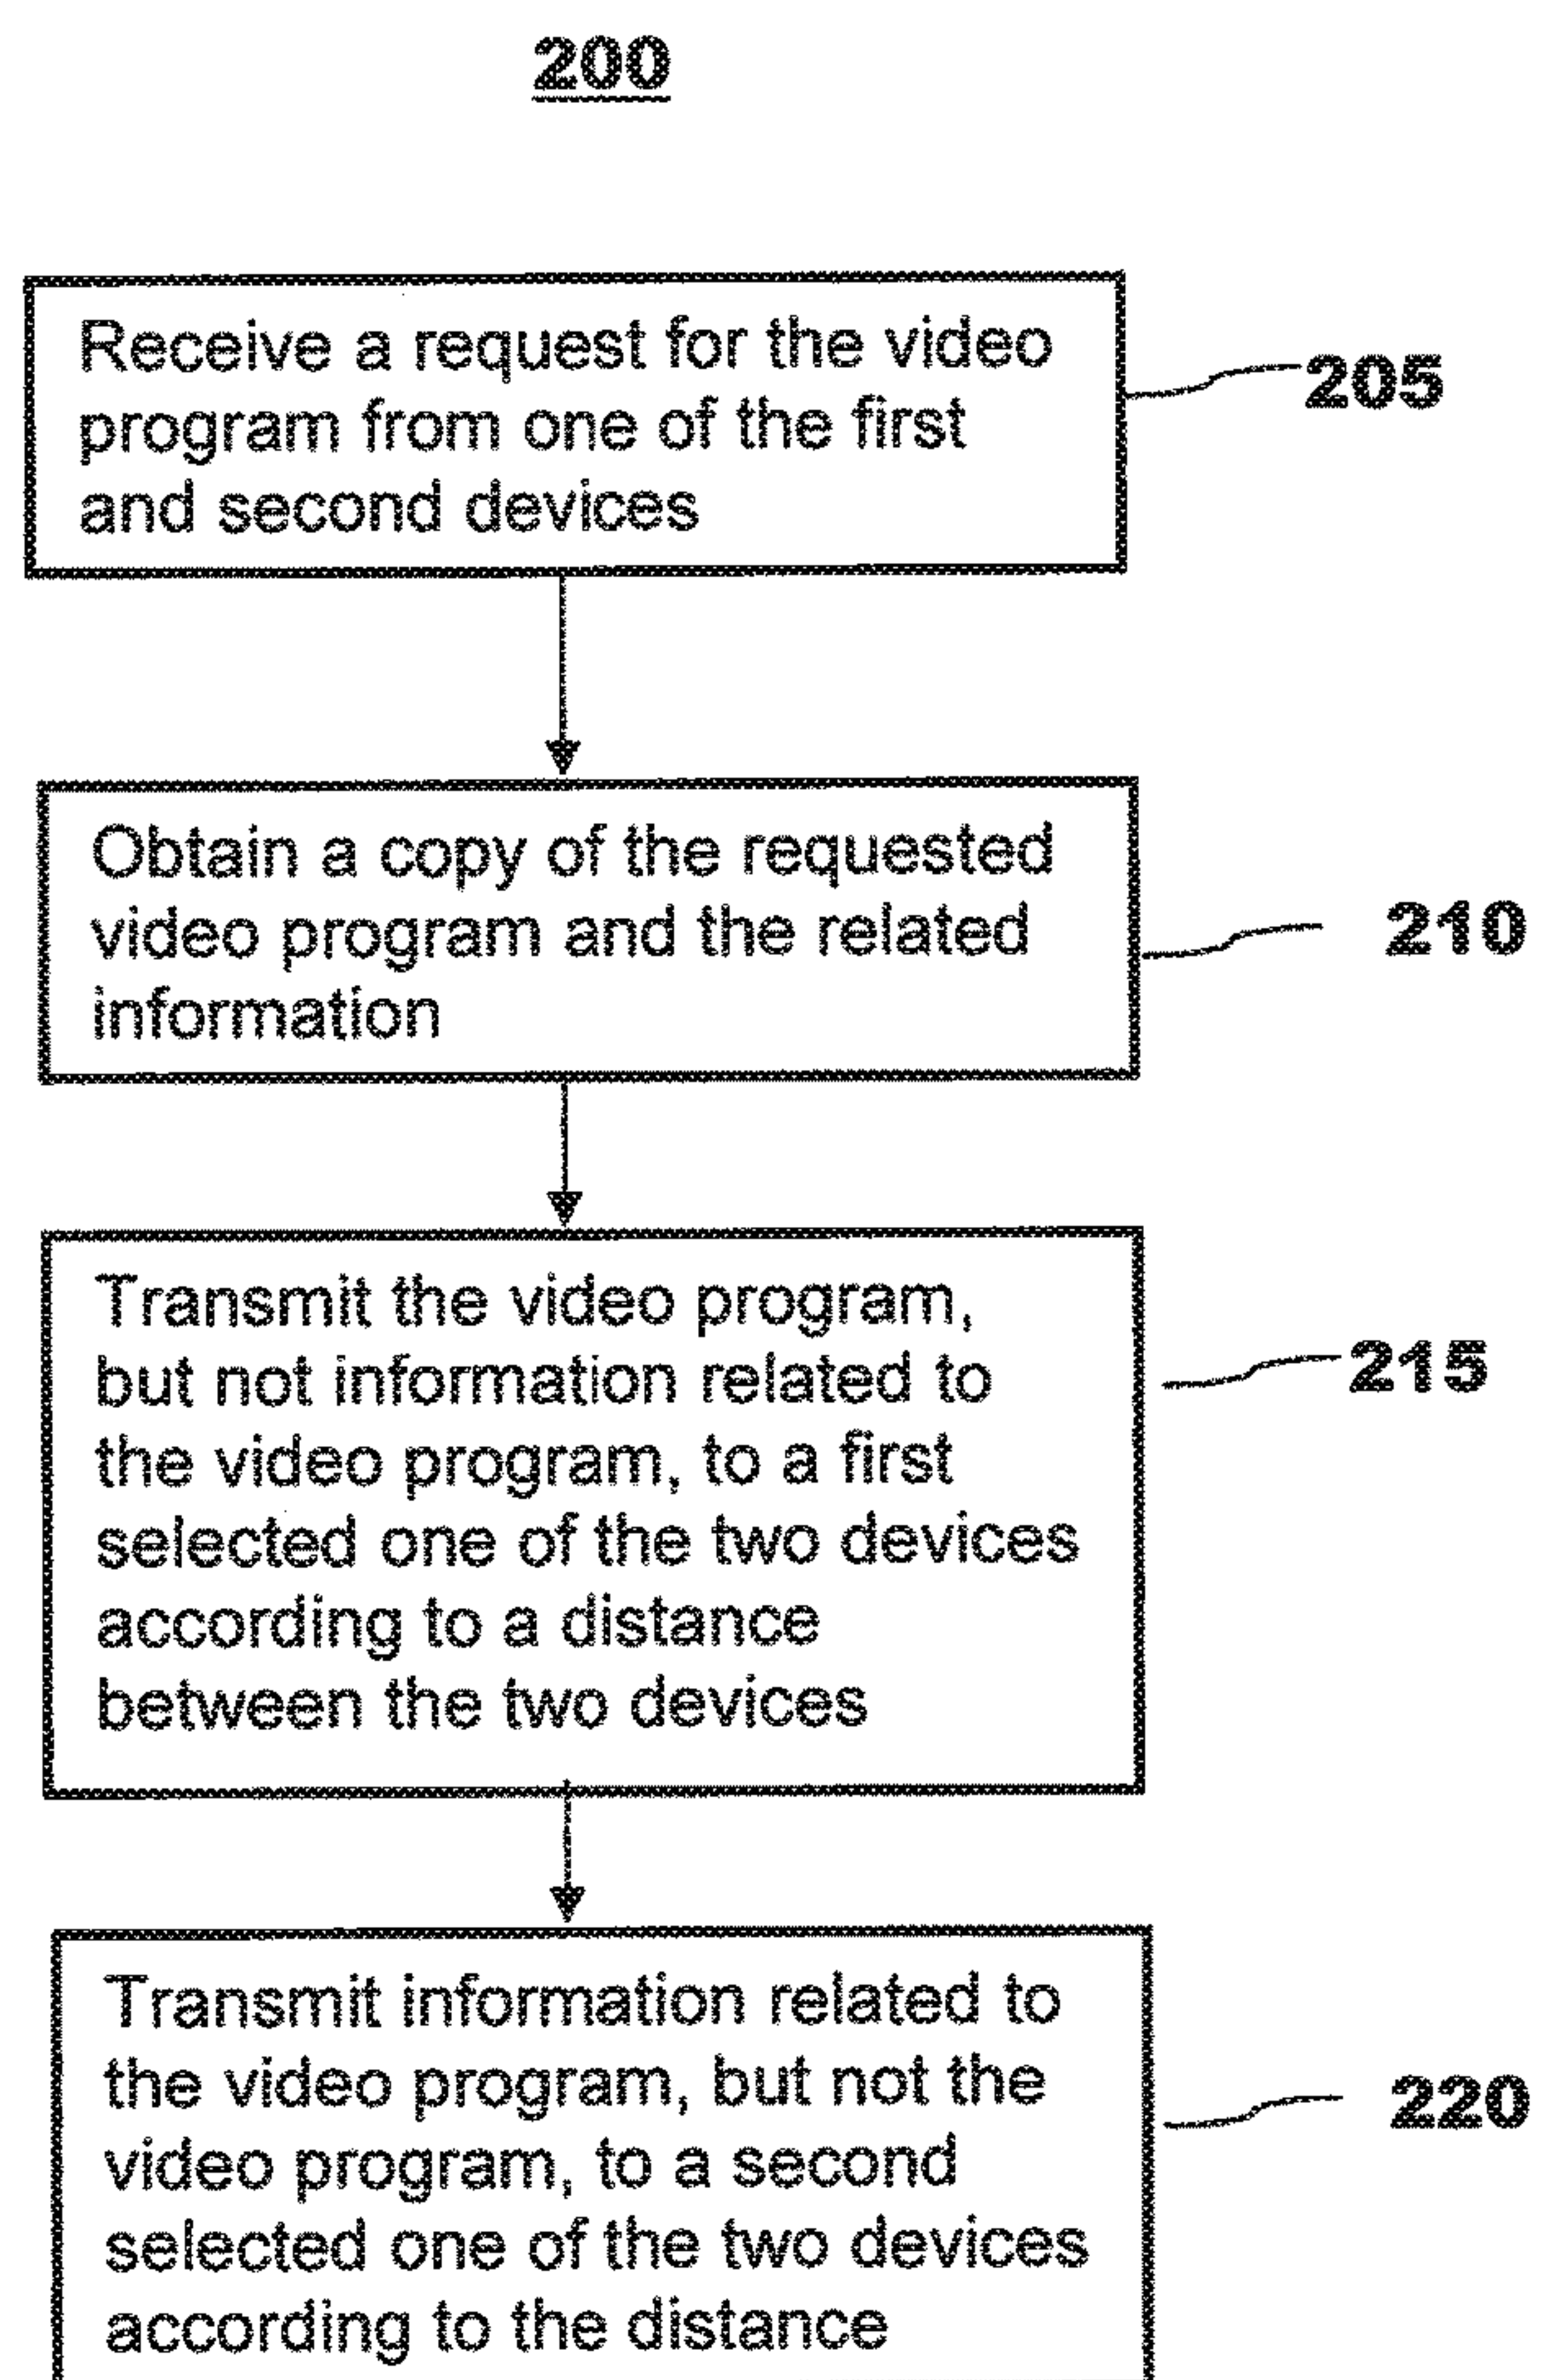 200
Receive a request for the video
program from one of the first
and second devices
205
Obtain a copy of the requested
video program and the related
information
210
Transmit the video program,
but not information related to
the video program, to a first
selected one of the two devices
according to a distance
between the two devices
215
Transmit information related to
the video program, but not the
video program, to a second
selected one of the two devices
according to the distance
220